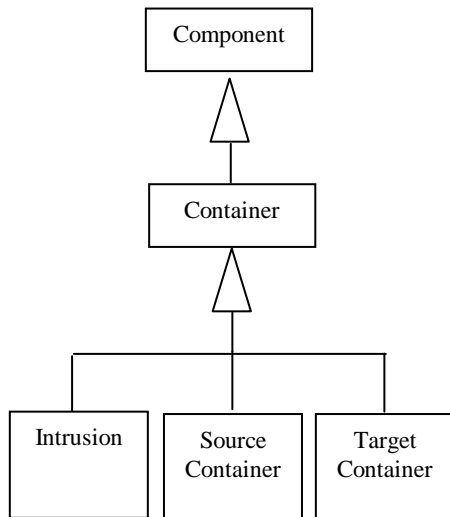 Component
Container
Intrusion
Source
Container
Target
Container